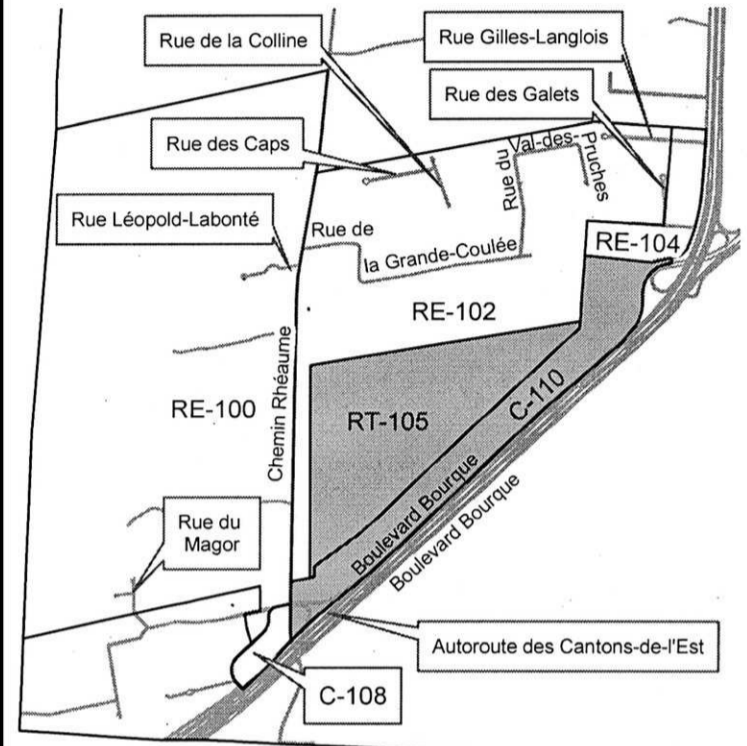 Rue de la Colline
Rue Gilles-Langlois
Rue des Galets
Rue des Caps
Rue du
Val-des-
Pruches
Rue Léopold-Labonté
Rue de
la Grande-Coulée
RE-104
RE-102
Chemin Rhéaume
RE-100
RT-105
C-110
Boulevard Bourque
Boulevard Bourque
Rue du
Magor
Autoroute des Cantons-de-l'Est
C-108